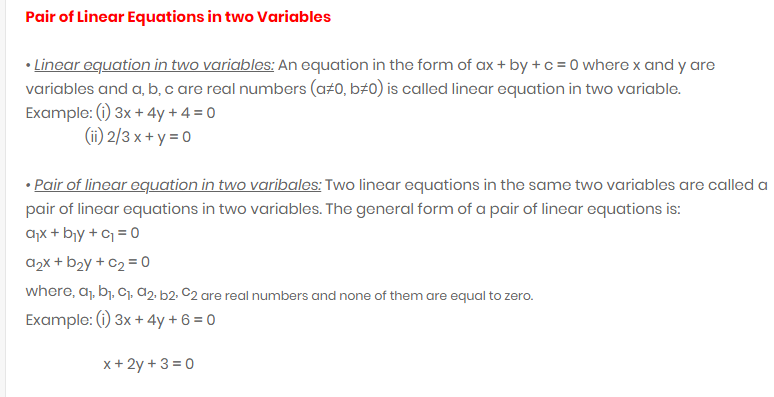 Pair of Linear Equations in two Variables
• Linear equation in two variables: An equation in the form of ax + by + c = 0 where x and y are
variables and a, b, c are real numbers (a≠0, b≠0) is called linear equation in two variable.
Example: (i) 3x + 4y + 4 = 0
(ii) 2/3 x + y = 0
• Pair of linear equation in two varibales: Two linear equations in the same two variables are called a
pair of linear equations in two variables. The general form of a pair of linear equations is:
a₁x + b₁y + c₁ = 0
a₂x + b₂y + c₂ = 0
where, a₁, b₁, c₁, a₂, b2, c₂ are real numbers and none of them are equal to zero.
Example: (i) 3x + 4y + 6 = 0
x + 2y + 3 = 0